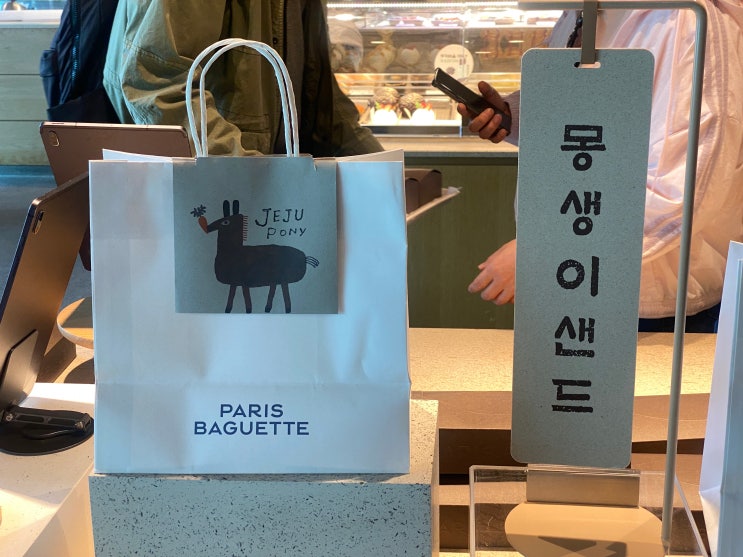 JEJU
PONY
PARIS
BAGUETTE
몽생이샌드